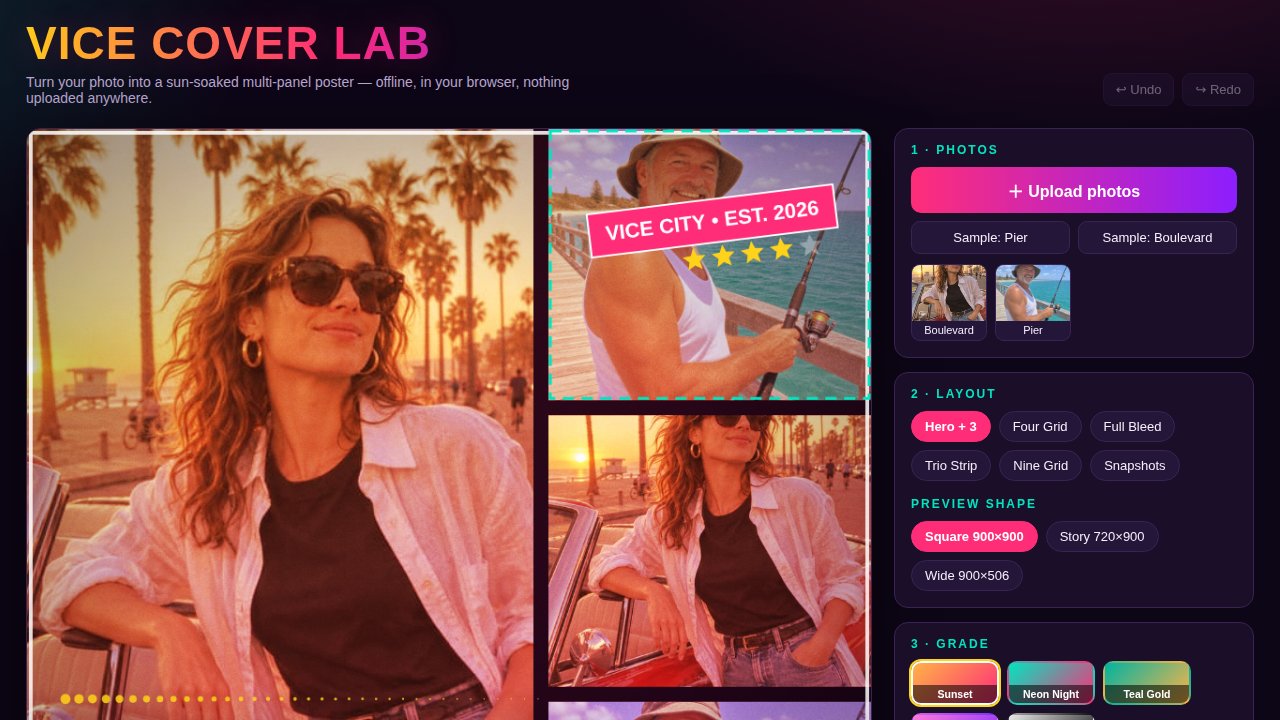 VICE COVER LAB
Turn your photo into a sun-soaked multi-panel poster — offline, in your browser, nothing
uploaded anywhere.
↩ Undo
↪ Redo
VICE CITY • EST. 2026
1 · PHOTOS
+ Upload photos
Sample: Pier
Sample: Boulevard
Boulevard
Pier
2 · LAYOUT
Hero + 3
Four Grid
Full Bleed
Trio Strip
Nine Grid
Snapshots
PREVIEW SHAPE
Square 900×900
Story 720×900
Wide 900×506
3 · GRADE
Sunset
Neon Night
Teal Gold